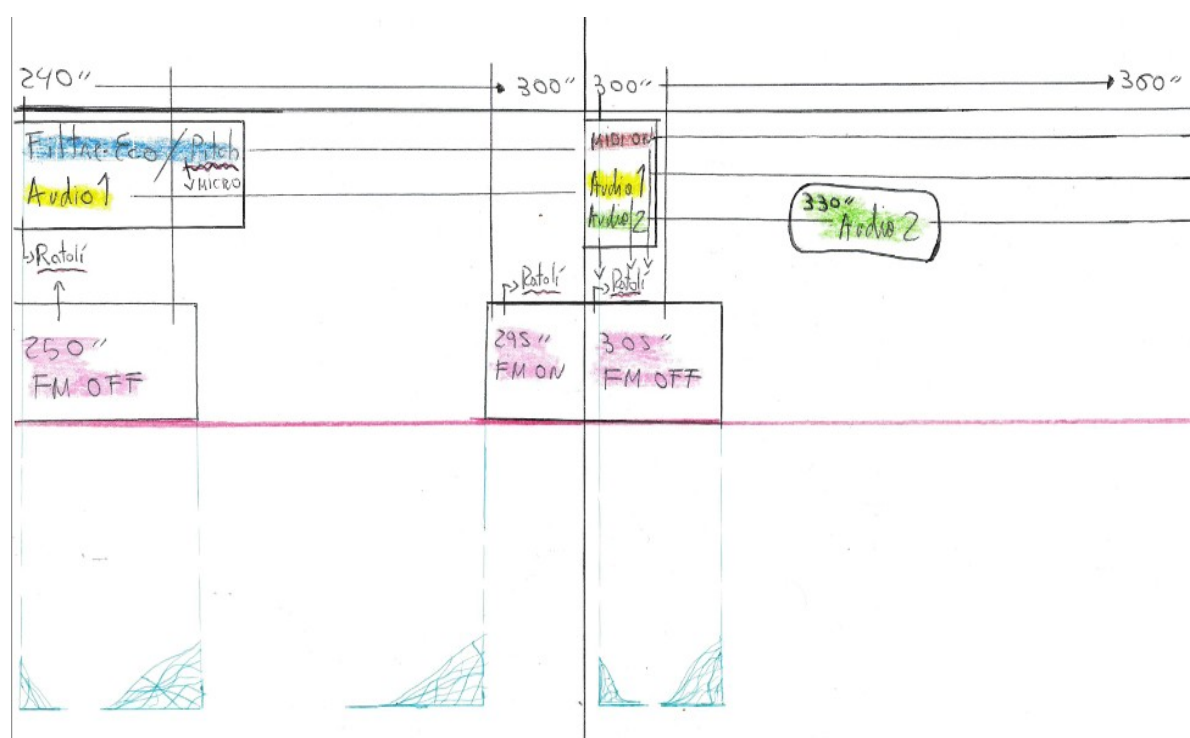 240" 300" 300" 360"
Filtre-Eco/Pitch
MICRO
Audio 1
MIDI ON
Audio 1
Audio 2
330"
Audio 2
Ratolí
Ratolí
Ratolí
250"
FM OFF
295"
FM ON
305"
FM OFF